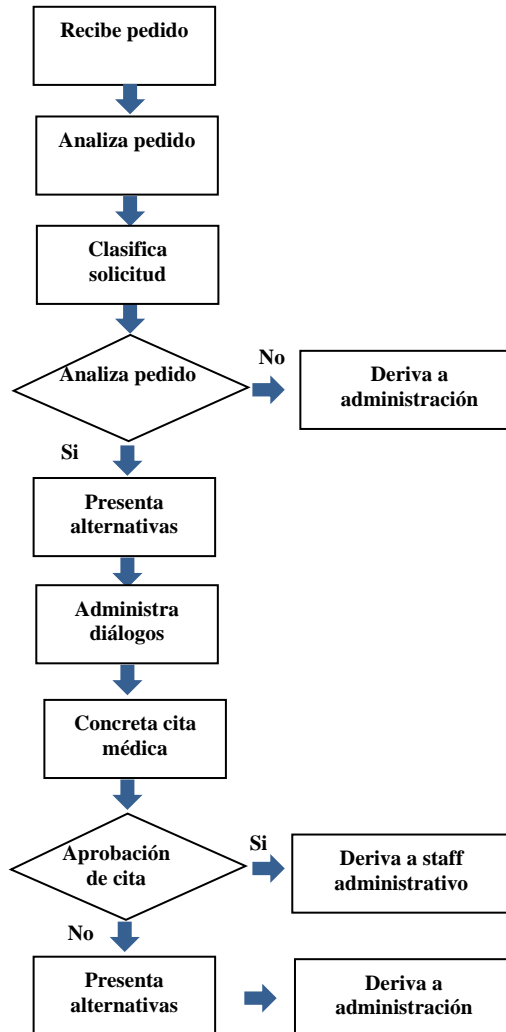 Recibe pedido
Analiza pedido
Clasifica
solicitud
Analiza pedido
No
Deriva a
administración
Si
Presenta
alternativas
Administra
diálogos
Concreta cita
médica
Aprobación
de cita
Si
Deriva a staff
administrativo
No
Presenta
alternativas
Deriva a
administración